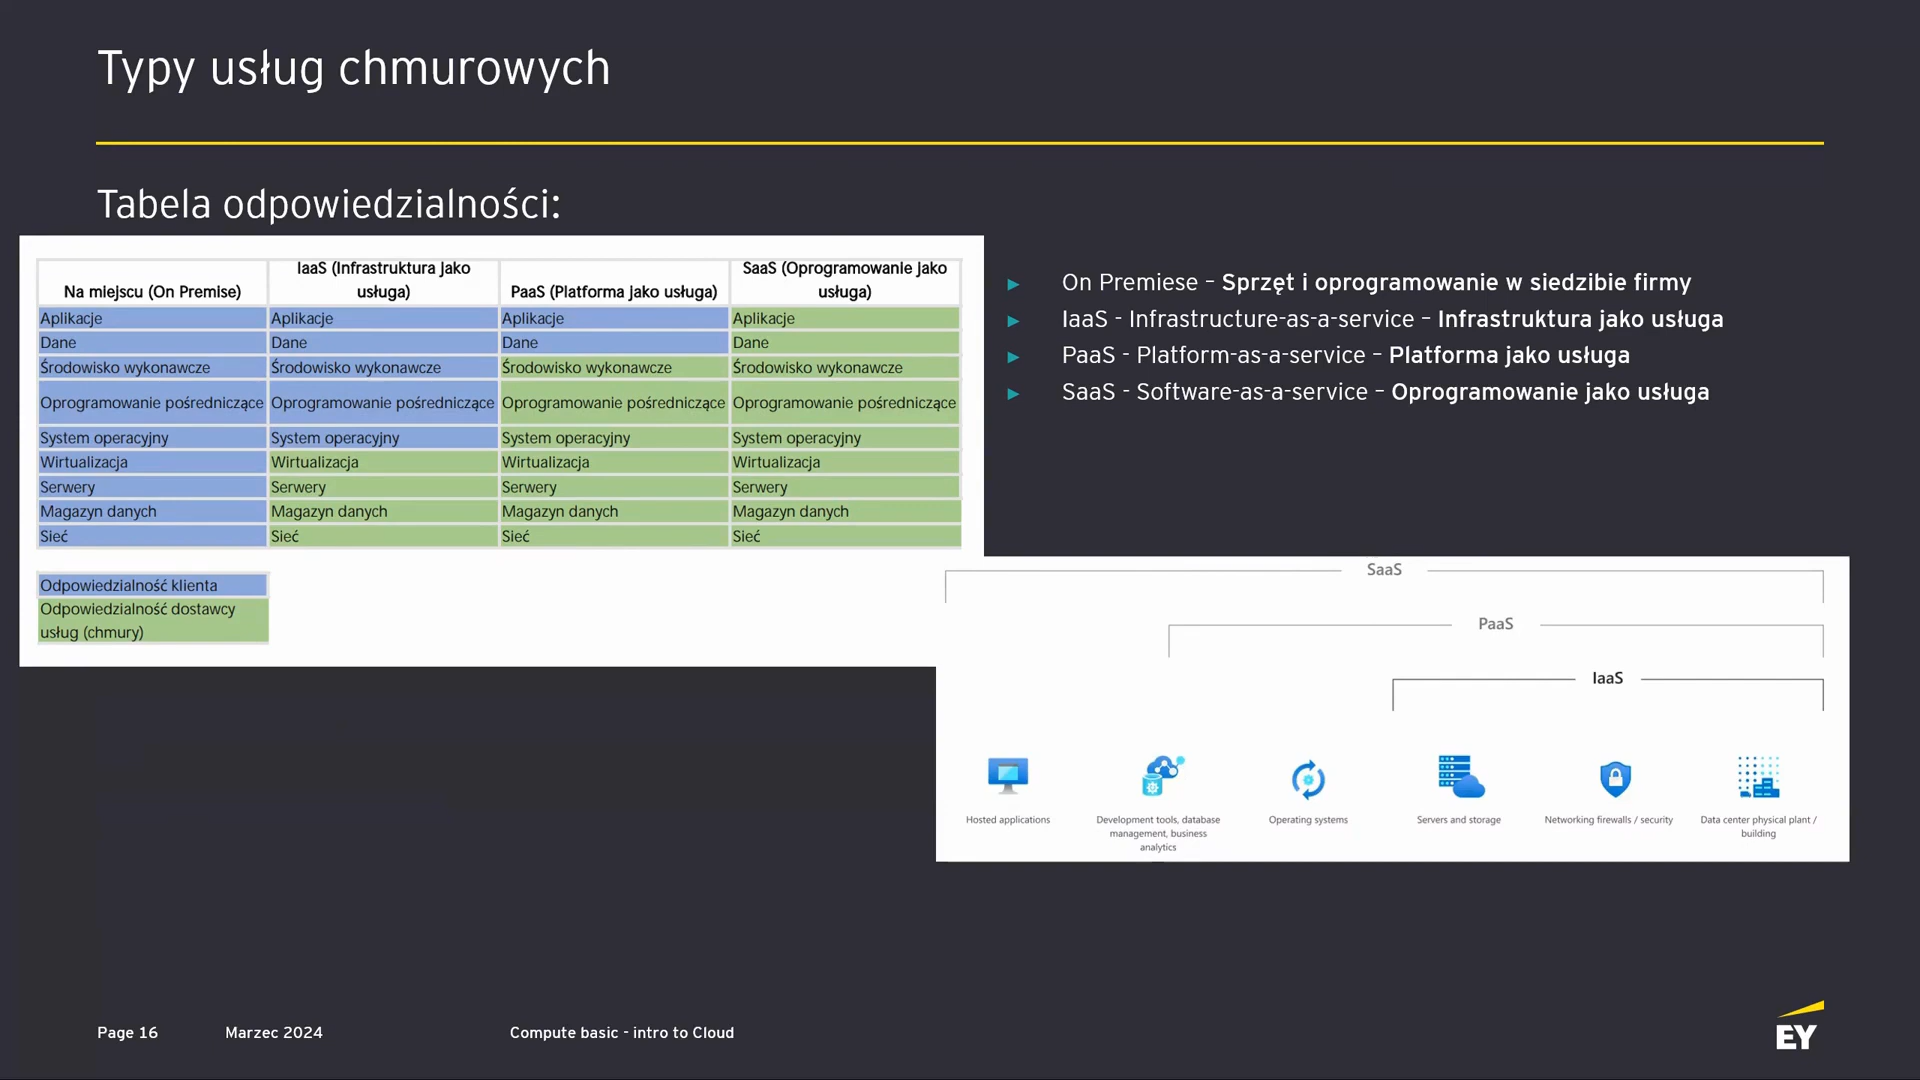 Typy usług chmurowych
Tabela odpowiedzialności:
Na miejscu (On Premise)
IaaS (Infrastruktura jako
usługa)
PaaS (Platforma jako usługa)
SaaS (Oprogramowanie jako
usługa)
Aplikacje Aplikacje Aplikacje Aplikacje
Dane Dane Dane Dane
Środowisko wykonawcze Środowisko wykonawcze Środowisko wykonawcze Środowisko wykonawcze
Oprogramowanie pośredniczące Oprogramowanie pośredniczące Oprogramowanie pośredniczące Oprogramowanie pośredniczące
System operacyjny System operacyjny System operacyjny System operacyjny
Wirtualizacja Wirtualizacja Wirtualizacja Wirtualizacja
Serwery Serwery Serwery Serwery
Magazyn danych Magazyn danych Magazyn danych Magazyn danych
Sieć Sieć Sieć Sieć
Odpowiedzialność klienta
Odpowiedzialność dostawcy
usług (chmury)
► On Premiese – Sprzęt i oprogramowanie w siedzibie firmy
► IaaS - Infrastructure-as-a-service – Infrastruktura jako usługa
► PaaS - Platform-as-a-service – Platforma jako usługa
► SaaS - Software-as-a-service – Oprogramowanie jako usługa
SaaS
PaaS
IaaS
Hosted applications
Development tools, database
management, business
analytics
Operating systems
Servers and storage
Networking firewalls / security
Data center physical plant /
building
Page 16 Marzec 2024 Compute basic - intro to Cloud
EY